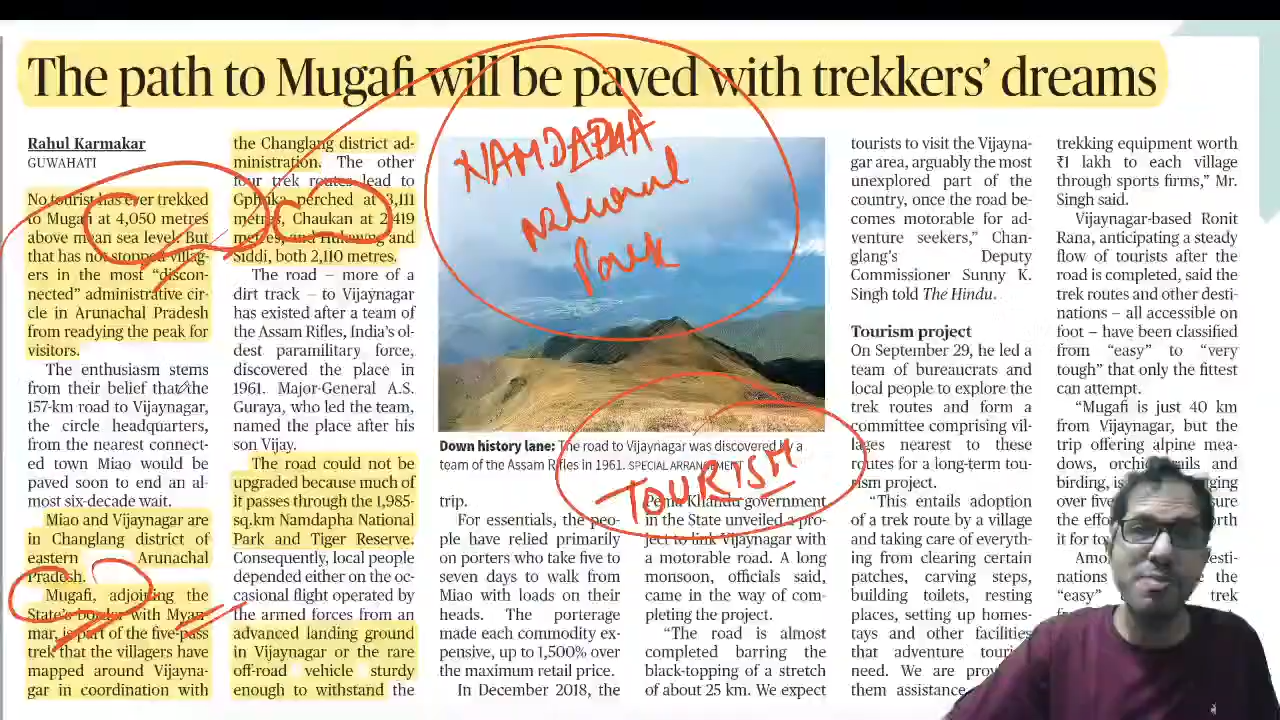 The path to Mugafi will be paved with trekkers' dreams
Rahul Karmakar
GUWAHATI
No tourist has ever trekked
to Mugafi at 4,050 metres
above mean sea level. But
that has not stopped villag-
ers in the most “discon-
nected” administrative cir-
cle in Arunachal Pradesh
from readying the peak for
visitors.
The enthusiasm stems
from their belief that the
157-km road to Vijaynagar,
the circle headquarters,
from the nearest connect-
ed town Miao would be
paved soon to end an al-
most six-decade wait.
Miao and Vijaynagar are
in Changlang district of
eastern Arunachal
Pradesh.
Mugafi, adjoining the
State's border with Myan-
mar, is part of the five-pass
trek that the villagers have
mapped around Vijayna-
gar in coordination with
the Changlang district ad-
ministration. The other
four trek routes lead to
perched at 3,111
metres, Chaukan at 2,419
metres, and and
Siddi, both 2,110 metres.
The road – more of a
dirt track – to Vijaynagar
has existed after a team of
the Assam Rifles, India's ol-
dest paramilitary force,
discovered the place in
1961. Major-General A.S.
Guraya, who led the team,
named the place after his
son Vijay.
The road could not be
upgraded because much of
it passes through the 1,985-
sq.km Namdapha National
Park and Tiger Reserve.
Consequently, local people
depended either on the oc-
casional flight operated by
the armed forces from an
advanced landing ground
in Vijaynagar or the rare
off-road vehicle sturdy
enough to withstand the
NAMDAPHA
National
Park
Down history lane: The road to Vijaynagar was discovered by a
team of the Assam Rifles in 1961. SPECIAL ARRANGEMENT
TOURISM
trip.
For essentials, the peo-
ple have relied primarily
on porters who take five to
seven days to walk from
Miao with loads on their
heads. The porterage
made each commodity ex-
pensive, up to 1,500% over
the maximum retail price.
In December 2018, the
Pema Khandu government
in the State unveiled a pro-
ject to link Vijaynagar with
a motorable road. A long
monsoon, officials said,
came in the way of com-
pleting the project.
“The road is almost
completed barring the
black-topping of a stretch
of about 25 km. We expect
tourists to visit the Vijayna-
gar area, arguably the most
unexplored part of the
country, once the road be-
comes motorable for ad-
venture seekers,” Chan-
glang's Deputy
Commissioner Sunny K.
Singh told The Hindu.
Tourism project
On September 29, he led a
team of bureaucrats and
local people to explore the
trek routes and form a
committee comprising vil-
lages nearest to these
routes for a long-term tou-
rism project.
“This entails adoption
of a trek route by a village
and taking care of everyth-
ing from clearing certain
patches, carving steps,
building toilets, resting
places, setting up homes-
tays and other facilities
that adventure
need. We are
them assistance
trekking equipment worth
₹1 lakh to each village
through sports firms,” Mr.
Singh said.
Vijaynagar-based Ronit
Rana, anticipating a steady
flow of tourists after the
road is completed, said the
trek routes and other desti-
nations – all accessible on
foot – have been classified
from “easy” to “very
tough” that only the fittest
can attempt.
“Mugafi is just 40 km
from Vijaynagar, but the
trip offering alpine mea-
dows, and
birding, is
over
the
it for
nations the
“easy” trek